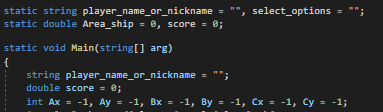 static string player_name_or_nickname = "", select_options = "";
static double Area_ship = 0, score = 0;
static void Main(string[] arg)
{
string player_name_or_nickname = "";
double score = 0;
int Ax = -1, Ay = -1, Bx = -1, By = -1, Cx = -1, Cy = -1;